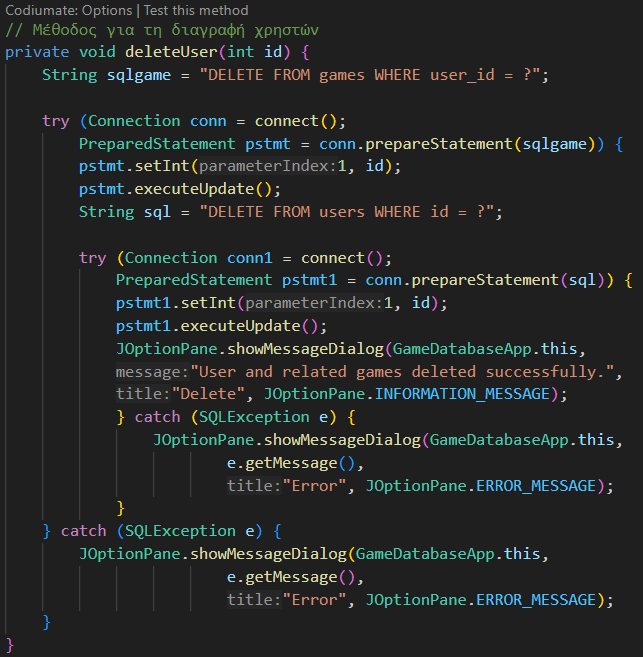 Codiumate: Options | Test this method
// Μέθοδος για τη διαγραφή χρηστών
private void deleteUser(int id) {
    String sqlgame = "DELETE FROM games WHERE user_id = ?";

    try (Connection conn = connect();
        PreparedStatement pstmt = conn.prepareStatement(sqlgame)) {
        pstmt.setInt(parameterIndex:1, id);
        pstmt.executeUpdate();
        String sql = "DELETE FROM users WHERE id = ?";

        try (Connection conn1 = connect();
            PreparedStatement pstmt1 = conn.prepareStatement(sql)) {
            pstmt1.setInt(parameterIndex:1, id);
            pstmt1.executeUpdate();
            JOptionPane.showMessageDialog(GameDatabaseApp.this,
            message:"User and related games deleted successfully.",
            title:"Delete", JOptionPane.INFORMATION_MESSAGE);
            } catch (SQLException e) {
                JOptionPane.showMessageDialog(GameDatabaseApp.this,
                        e.getMessage(),
                        title:"Error", JOptionPane.ERROR_MESSAGE);
            }
    } catch (SQLException e) {
        JOptionPane.showMessageDialog(GameDatabaseApp.this,
                        e.getMessage(),
                        title:"Error", JOptionPane.ERROR_MESSAGE);
    }
}